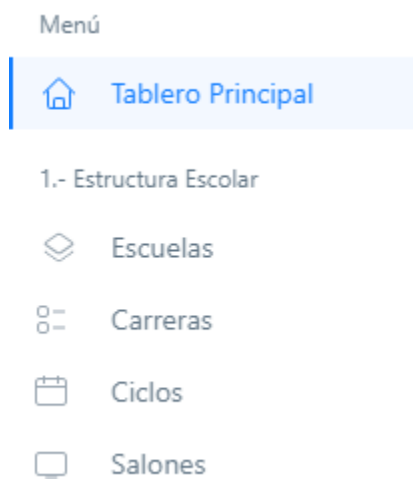 Menú
Tablero Principal
1.- Estructura Escolar
Escuelas
Carreras
Ciclos
Salones